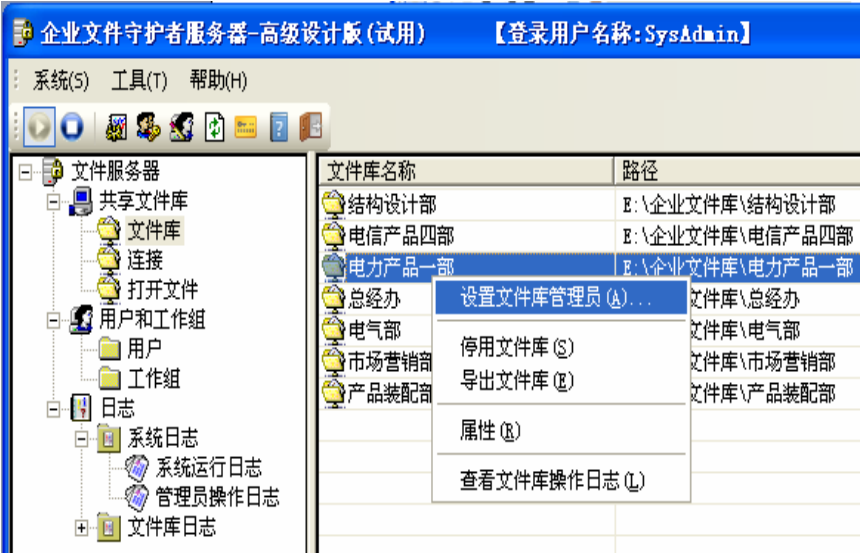 企业文件守护者服务器-高级设计版(试用) 【登录用户名称:SysAdmin】
系统(S) 工具(T) 帮助(H)
文件服务器
共享文件库
文件库
连接
打开文件
用户和工作组
用户
工作组
日志
系统日志
系统运行日志
管理员操作日志
文件库日志
文件库名称 路径
结构设计部 E:\企业文件库\结构设计部
电信产品四部 E:\企业文件库\电信产品四部
电力产品一部 E:\企业文件库\电力产品一部
总经办 文件库\总经办
电气部 文件库\电气部
市场营销部 文件库\市场营销部
产品装配部 文件库\产品装配部
设置文件库管理员(A)...
停用文件库(S)
导出文件库(E)
属性(R)
查看文件库操作日志(L)